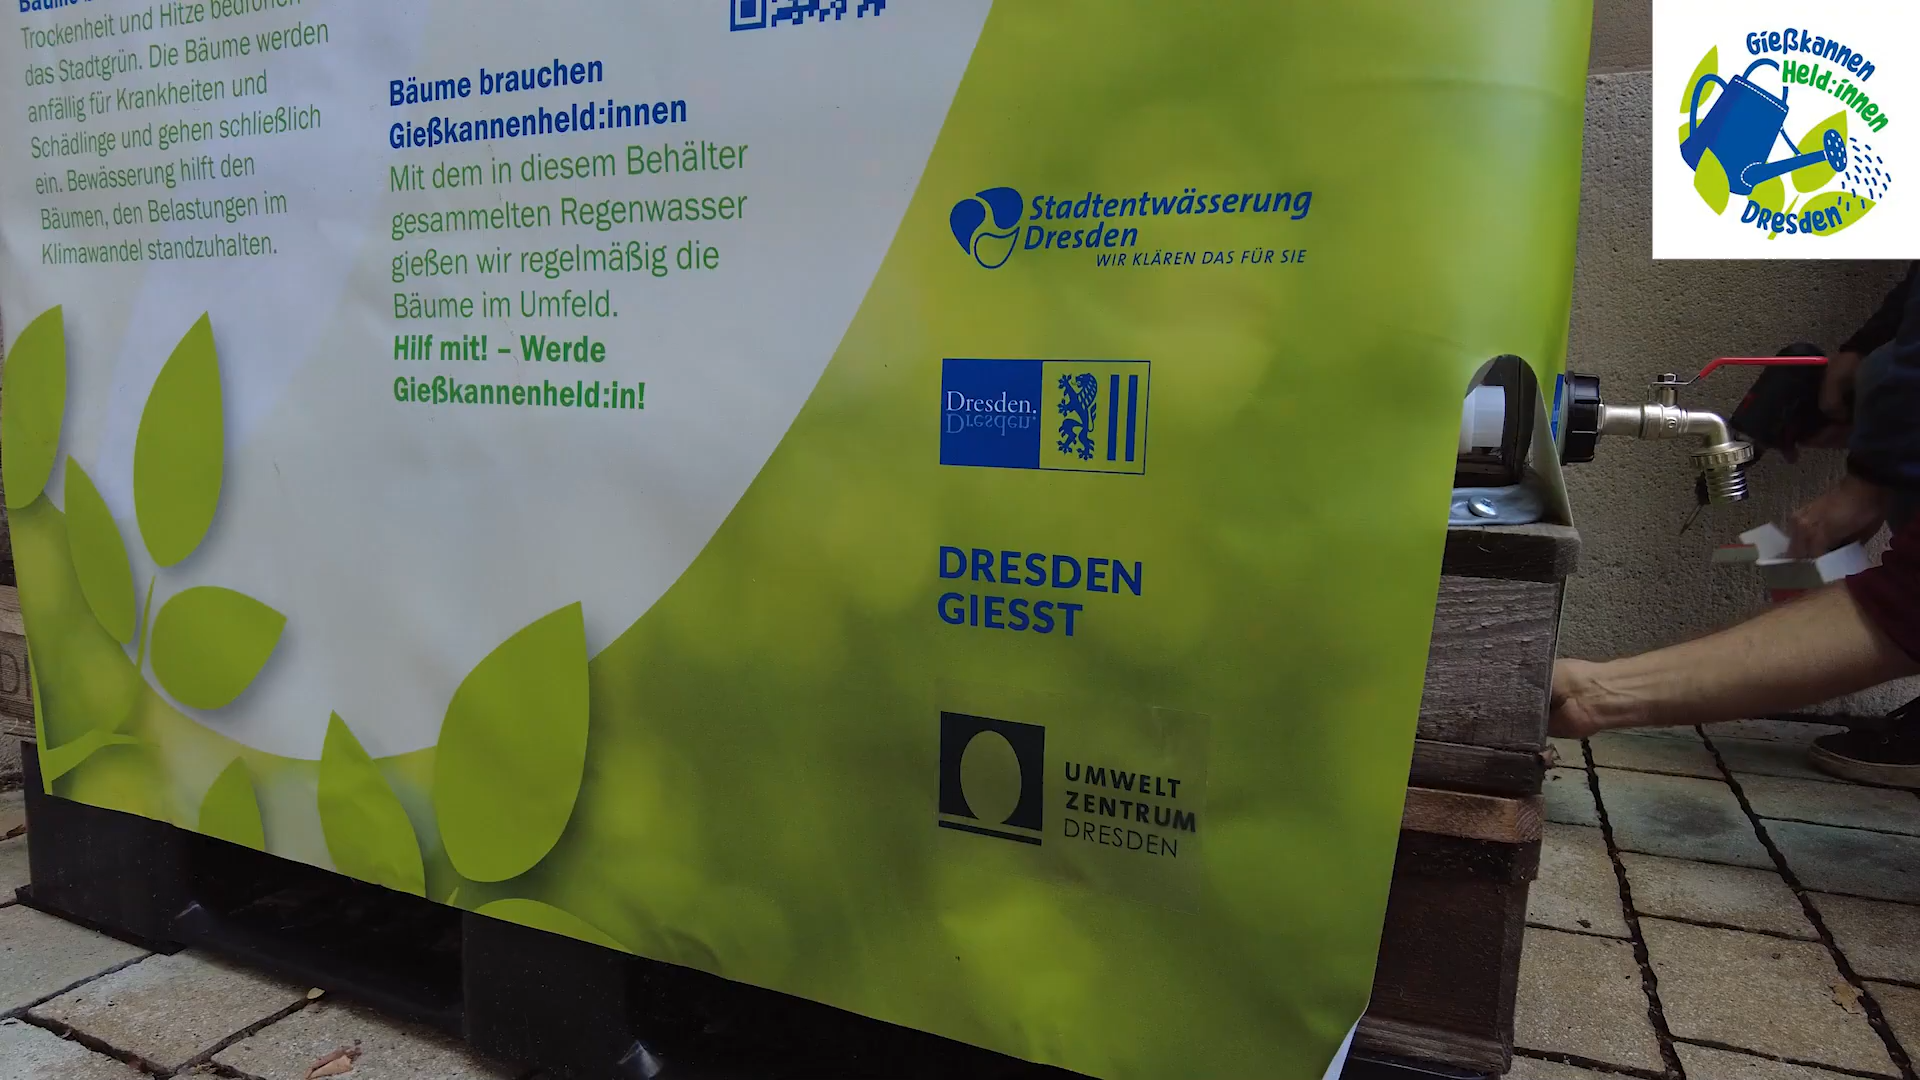 Bäume
Trockenheit und Hitze bedrohen
das Stadtgrün. Die Bäume werden
anfällig für Krankheiten und
Schädlinge und gehen schließlich
ein. Bewässerung hilft den
Bäumen, den Belastungen im
Klimawandel standzuhalten.
Bäume brauchen
Gießkannenheld:innen
Mit dem in diesem Behälter
gesammelten Regenwasser
gießen wir regelmäßig die
Bäume im Umfeld.
Hilf mit! – Werde
Gießkannenheld:in!
Stadtentwässerung
Dresden
WIR KLÄREN DAS FÜR SIE
Dresden.
Dresden.
DRESDEN
GIESST
UMWELT
ZENTRUM
DRESDEN
Gießkannen
Held:innen
Dresden